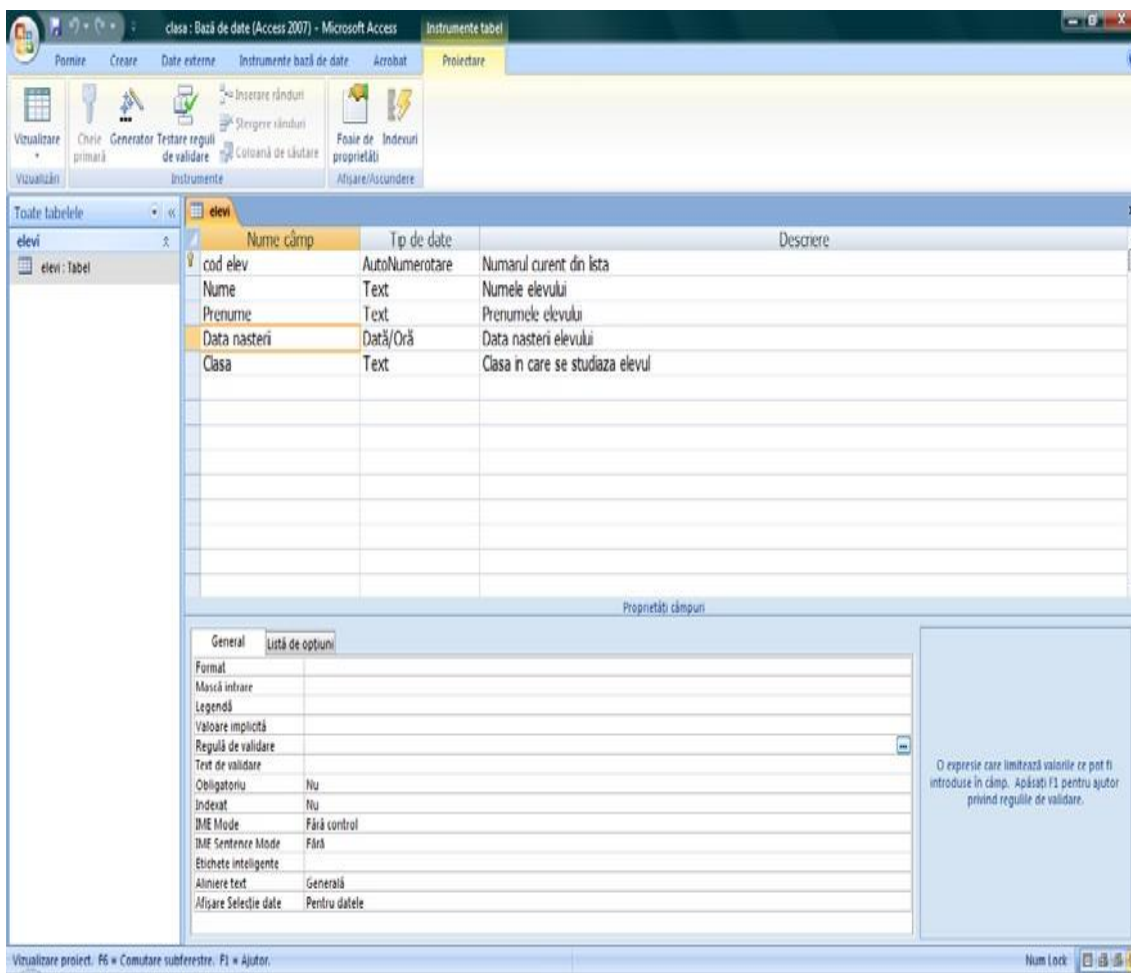 clasa : Bază de date (Access 2007) - Microsoft Access Instrumente tabel
Pornire Creare Date externe Instrumente bază de date Acrobat Proiectare
Vizualizare
Cheie primară
Generator
Testare reguli de validare
Inserare rânduri
Ștergere rânduri
Coloană de căutare
Foaie de proprietăți
Indexuri
Vizualizări Instrumente Afișare/Ascundere
Toate tabelele
elevi
elevi : Tabel
elevi
Nume câmp Tip de date Descriere
cod elev AutoNumerotare Numarul curent din lista
Nume Text Numele elevului
Prenume Text Prenumele elevului
Data nasterii Dată/Oră Data nasterii elevului
Clasa Text Clasa in care se studiaza elevul
Proprietăți câmpuri
General Listă de opțiuni
Format
Mască intrare
Legendă
Valoare implicită
Regulă de validare
Text de validare
Obligatoriu Nu
Indexat Nu
IME Mode Fără control
IME Sentence Mode Fără
Etichete inteligente
Aliniere text Generală
Afișare Selecție date Pentru datele
O expresie care limitează valorile ce pot fi
introduse în câmp. Apăsați F1 pentru ajutor
privind regulile de validare.
Vizualizare proiect. F6 = Comutare subferestre. F1 = Ajutor. Num Lock